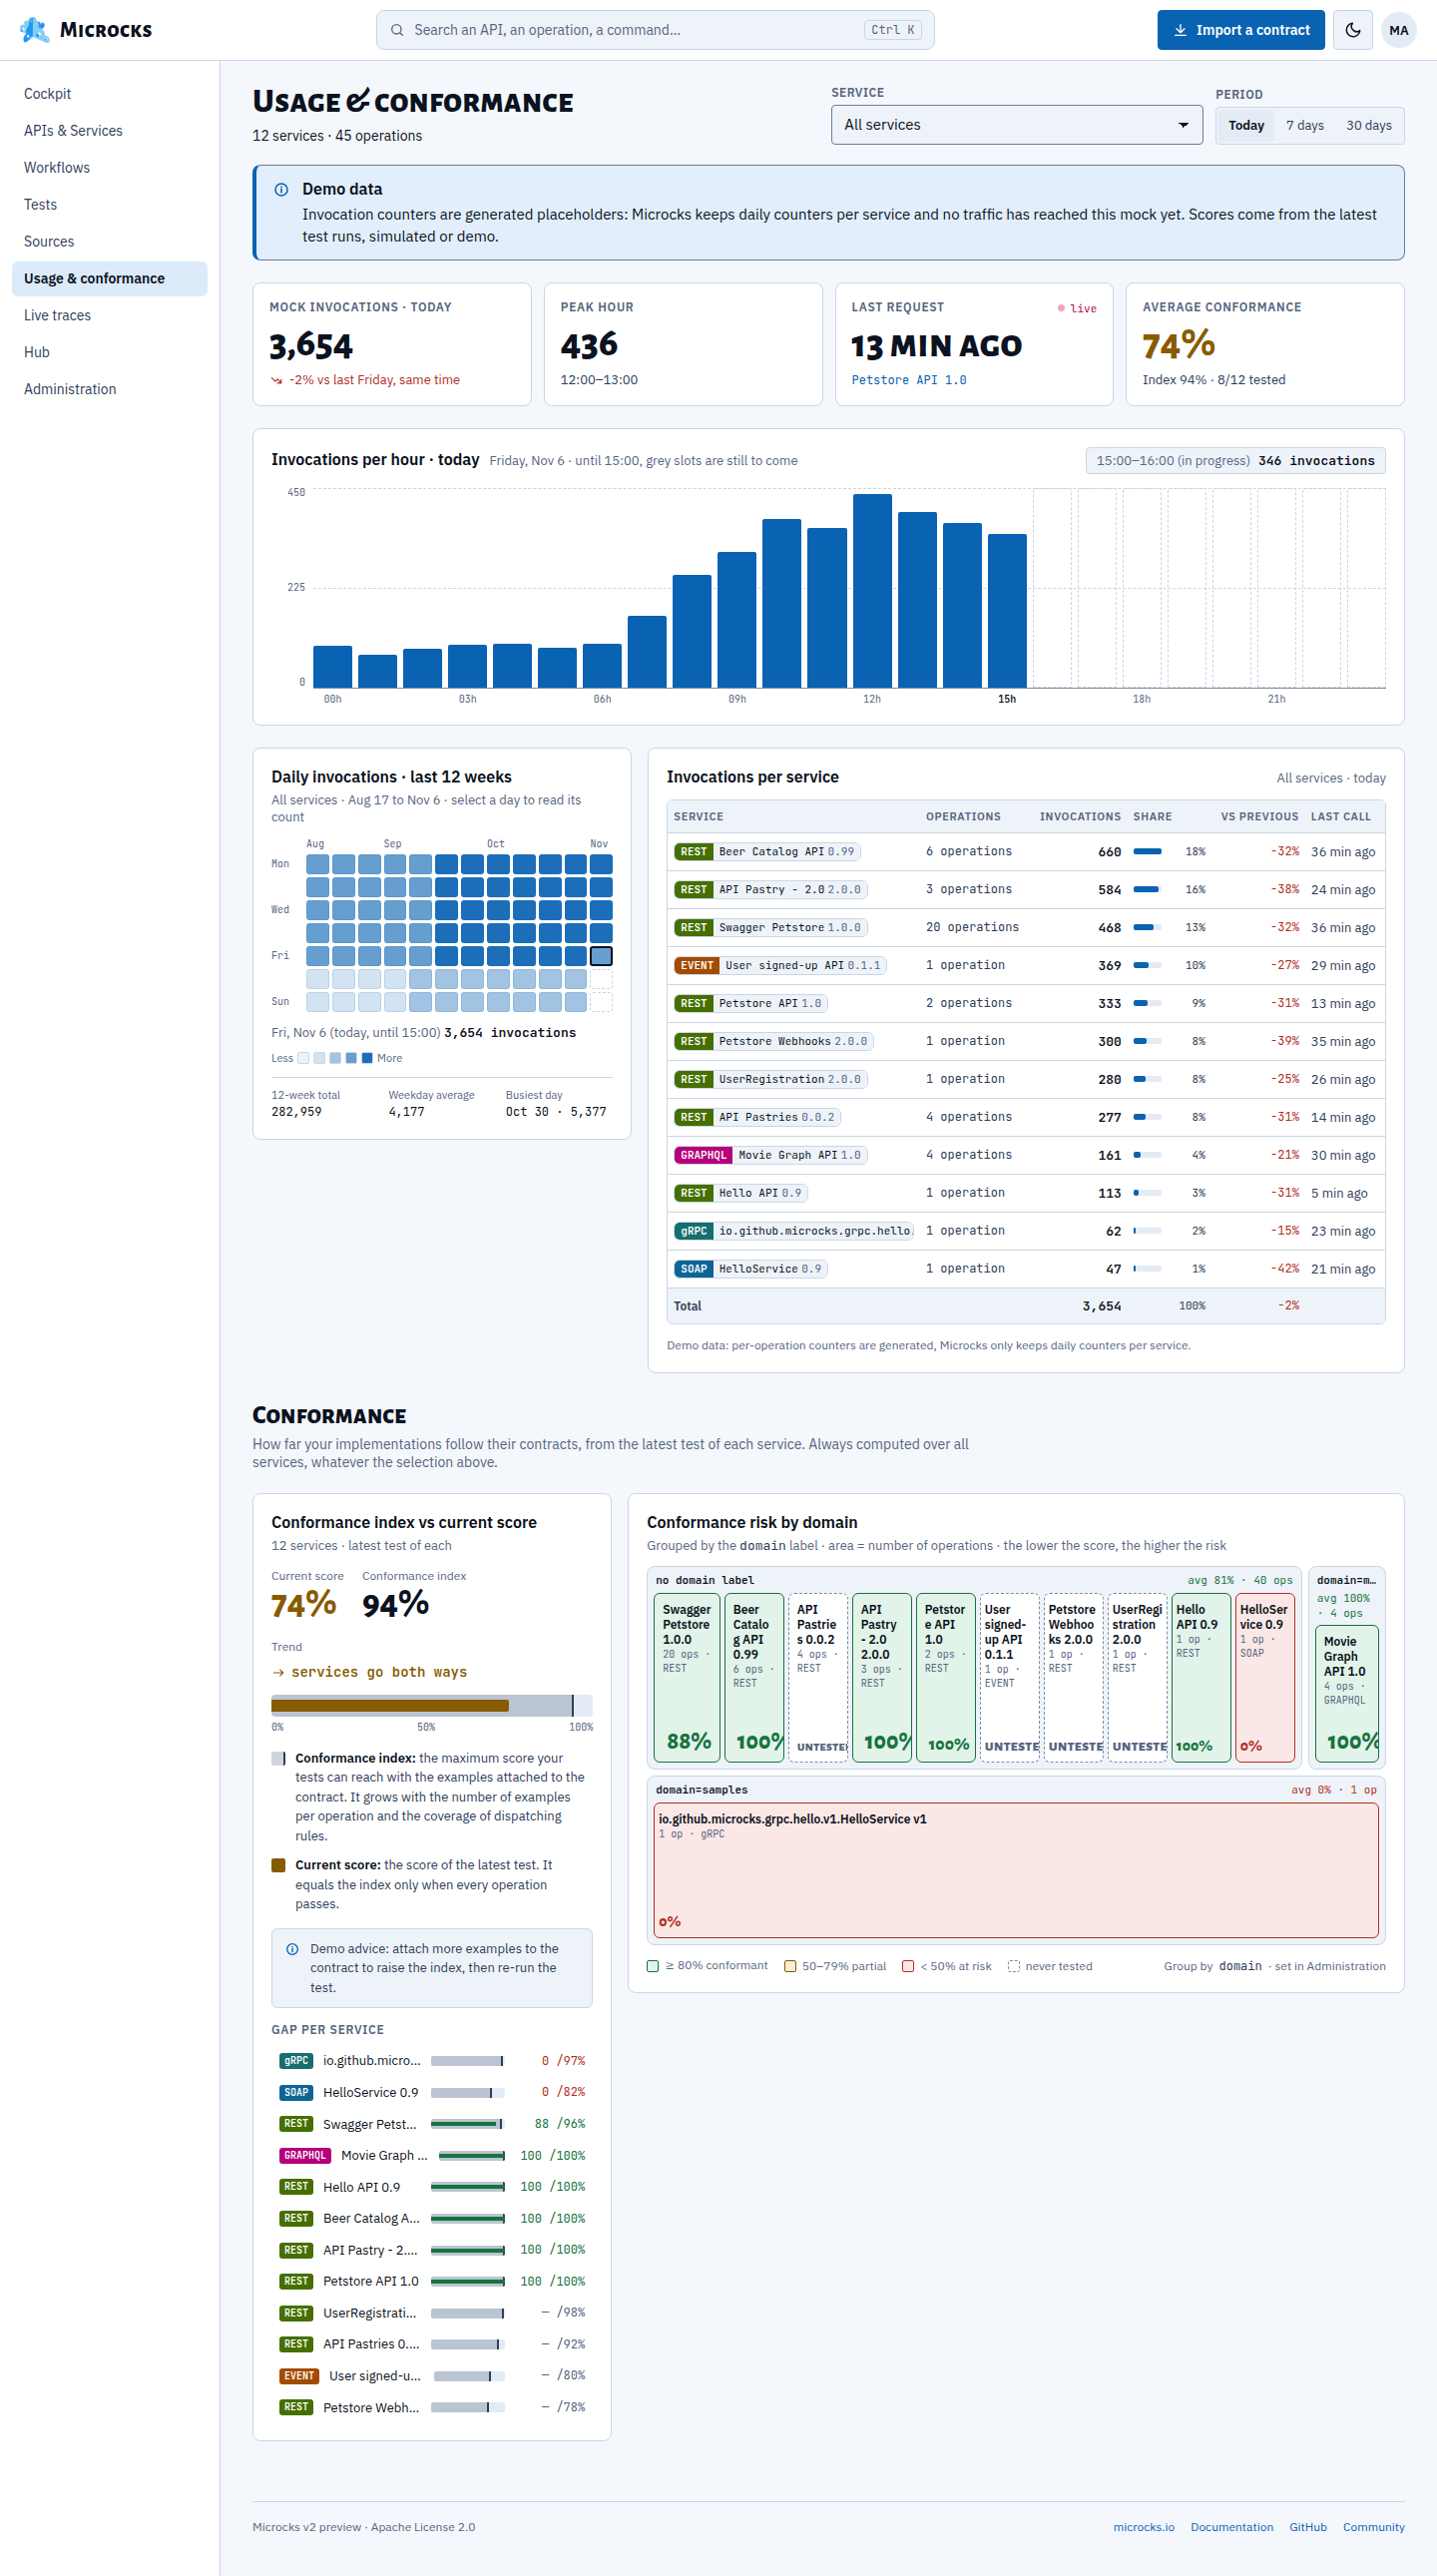 Microcks
Search an API, an operation, a command...
Ctrl K
Import a contract
MA
Cockpit
APIs & Services
Workflows
Tests
Sources
Usage & conformance
Live traces
Hub
Administration
Usage & conformance
12 services · 45 operations
SERVICE
All services
PERIOD
Today 7 days 30 days
Demo data
Invocation counters are generated placeholders: Microcks keeps daily counters per service and no traffic has reached this mock yet. Scores come from the latest
test runs, simulated or demo.
MOCK INVOCATIONS · TODAY
3,654
-2% vs last Friday, same time
PEAK HOUR
436
12:00–13:00
LAST REQUEST
live
13 min ago
Petstore API 1.0
AVERAGE CONFORMANCE
74%
Index 94% · 8/12 tested
Invocations per hour · today Friday, Nov 6 · until 15:00, grey slots are still to come
15:00–16:00 (in progress) 346 invocations
450
225
0
00h 03h 06h 09h 12h 15h 18h 21h
Daily invocations · last 12 weeks
All services · Aug 17 to Nov 6 · select a day to read its
count
Aug Sep Oct Nov
Mon
Wed
Fri
Sun
Fri, Nov 6 (today, until 15:00) 3,654 invocations
Less More
12-week total Weekday average Busiest day
282,959 4,177 Oct 30 · 5,377
Invocations per service
All services · today
SERVICE OPERATIONS INVOCATIONS SHARE VS PREVIOUS LAST CALL
REST Beer Catalog API 0.99 6 operations 660 18% -32% 36 min ago
REST API Pastry - 2.0 2.0.0 3 operations 584 16% -38% 24 min ago
REST Swagger Petstore 1.0.0 20 operations 468 13% -32% 36 min ago
EVENT User signed-up API 0.1.1 1 operation 369 10% -27% 29 min ago
REST Petstore API 1.0 2 operations 333 9% -31% 13 min ago
REST Petstore Webhooks 2.0.0 1 operation 300 8% -39% 35 min ago
REST UserRegistration 2.0.0 1 operation 280 8% -25% 26 min ago
REST API Pastries 0.0.2 4 operations 277 8% -31% 14 min ago
GRAPHQL Movie Graph API 1.0 4 operations 161 4% -21% 30 min ago
REST Hello API 0.9 1 operation 113 3% -31% 5 min ago
gRPC io.github.microcks.grpc.hello. 1 operation 62 2% -15% 23 min ago
SOAP HelloService 0.9 1 operation 47 1% -42% 21 min ago
Total 3,654 100% -2%
Demo data: per-operation counters are generated, Microcks only keeps daily counters per service.
Conformance
How far your implementations follow their contracts, from the latest test of each service. Always computed over all
services, whatever the selection above.
Conformance index vs current score
12 services · latest test of each
Current score Conformance index
74% 94%
Trend
→ services go both ways
0% 50% 100%
Conformance index: the maximum score your
tests can reach with the examples attached to the
contract. It grows with the number of examples
per operation and the coverage of dispatching
rules.
Current score: the score of the latest test. It
equals the index only when every operation
passes.
Demo advice: attach more examples to the
contract to raise the index, then re-run the
test.
GAP PER SERVICE
gRPC io.github.micro... 0 /97%
SOAP HelloService 0.9 0 /82%
REST Swagger Petst... 88 /96%
GRAPHQL Movie Graph ... 100 /100%
REST Hello API 0.9 100 /100%
REST Beer Catalog A... 100 /100%
REST API Pastry - 2.... 100 /100%
REST Petstore API 1.0 100 /100%
REST UserRegistrati... — /98%
REST API Pastries 0.... — /92%
EVENT User signed-u... — /80%
REST Petstore Webh... — /78%
Conformance risk by domain
Grouped by the domain label · area = number of operations · the lower the score, the higher the risk
no domain label
avg 81% · 40 ops
Swagger
Petstore
1.0.0
20 ops ·
REST
88%
Beer
Catalo
g API
0.99
6 ops ·
REST
100%
API
Pastrie
s 0.0.2
4 ops ·
REST
UNTESTE
API
Pastry
- 2.0
2.0.0
3 ops ·
REST
100%
Petstor
e API
1.0
2 ops ·
REST
100%
User
signed-
up API
0.1.1
1 op ·
EVENT
UNTESTE
Petstore
Webhoo
ks 2.0.0
1 op ·
REST
UNTESTE
UserRegi
stration
2.0.0
1 op ·
REST
UNTESTE
Hello
API 0.9
1 op ·
REST
100%
HelloSer
vice 0.9
1 op ·
SOAP
0%
domain=m...
avg 100%
· 4 ops
Movie
Graph
API 1.0
4 ops ·
GRAPHQL
100%
domain=samples
avg 0% · 1 op
io.github.microcks.grpc.hello.v1.HelloService v1
1 op · gRPC
0%
≥ 80% conformant 50–79% partial < 50% at risk never tested
Group by domain · set in Administration
Microcks v2 preview · Apache License 2.0
microcks.io Documentation GitHub Community